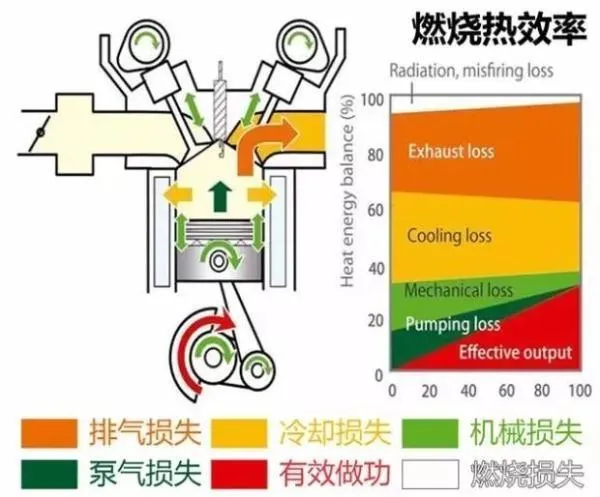 燃烧热效率
Radiation, misfiring loss
Heat energy balance (%)
100
80
60
40
20
0
Exhaust loss
Cooling loss
Mechanical loss
Pumping loss
Effective output
0 20 40 60 80 100
排气损失 冷却损失 机械损失
泵气损失 有效做功 燃烧损失